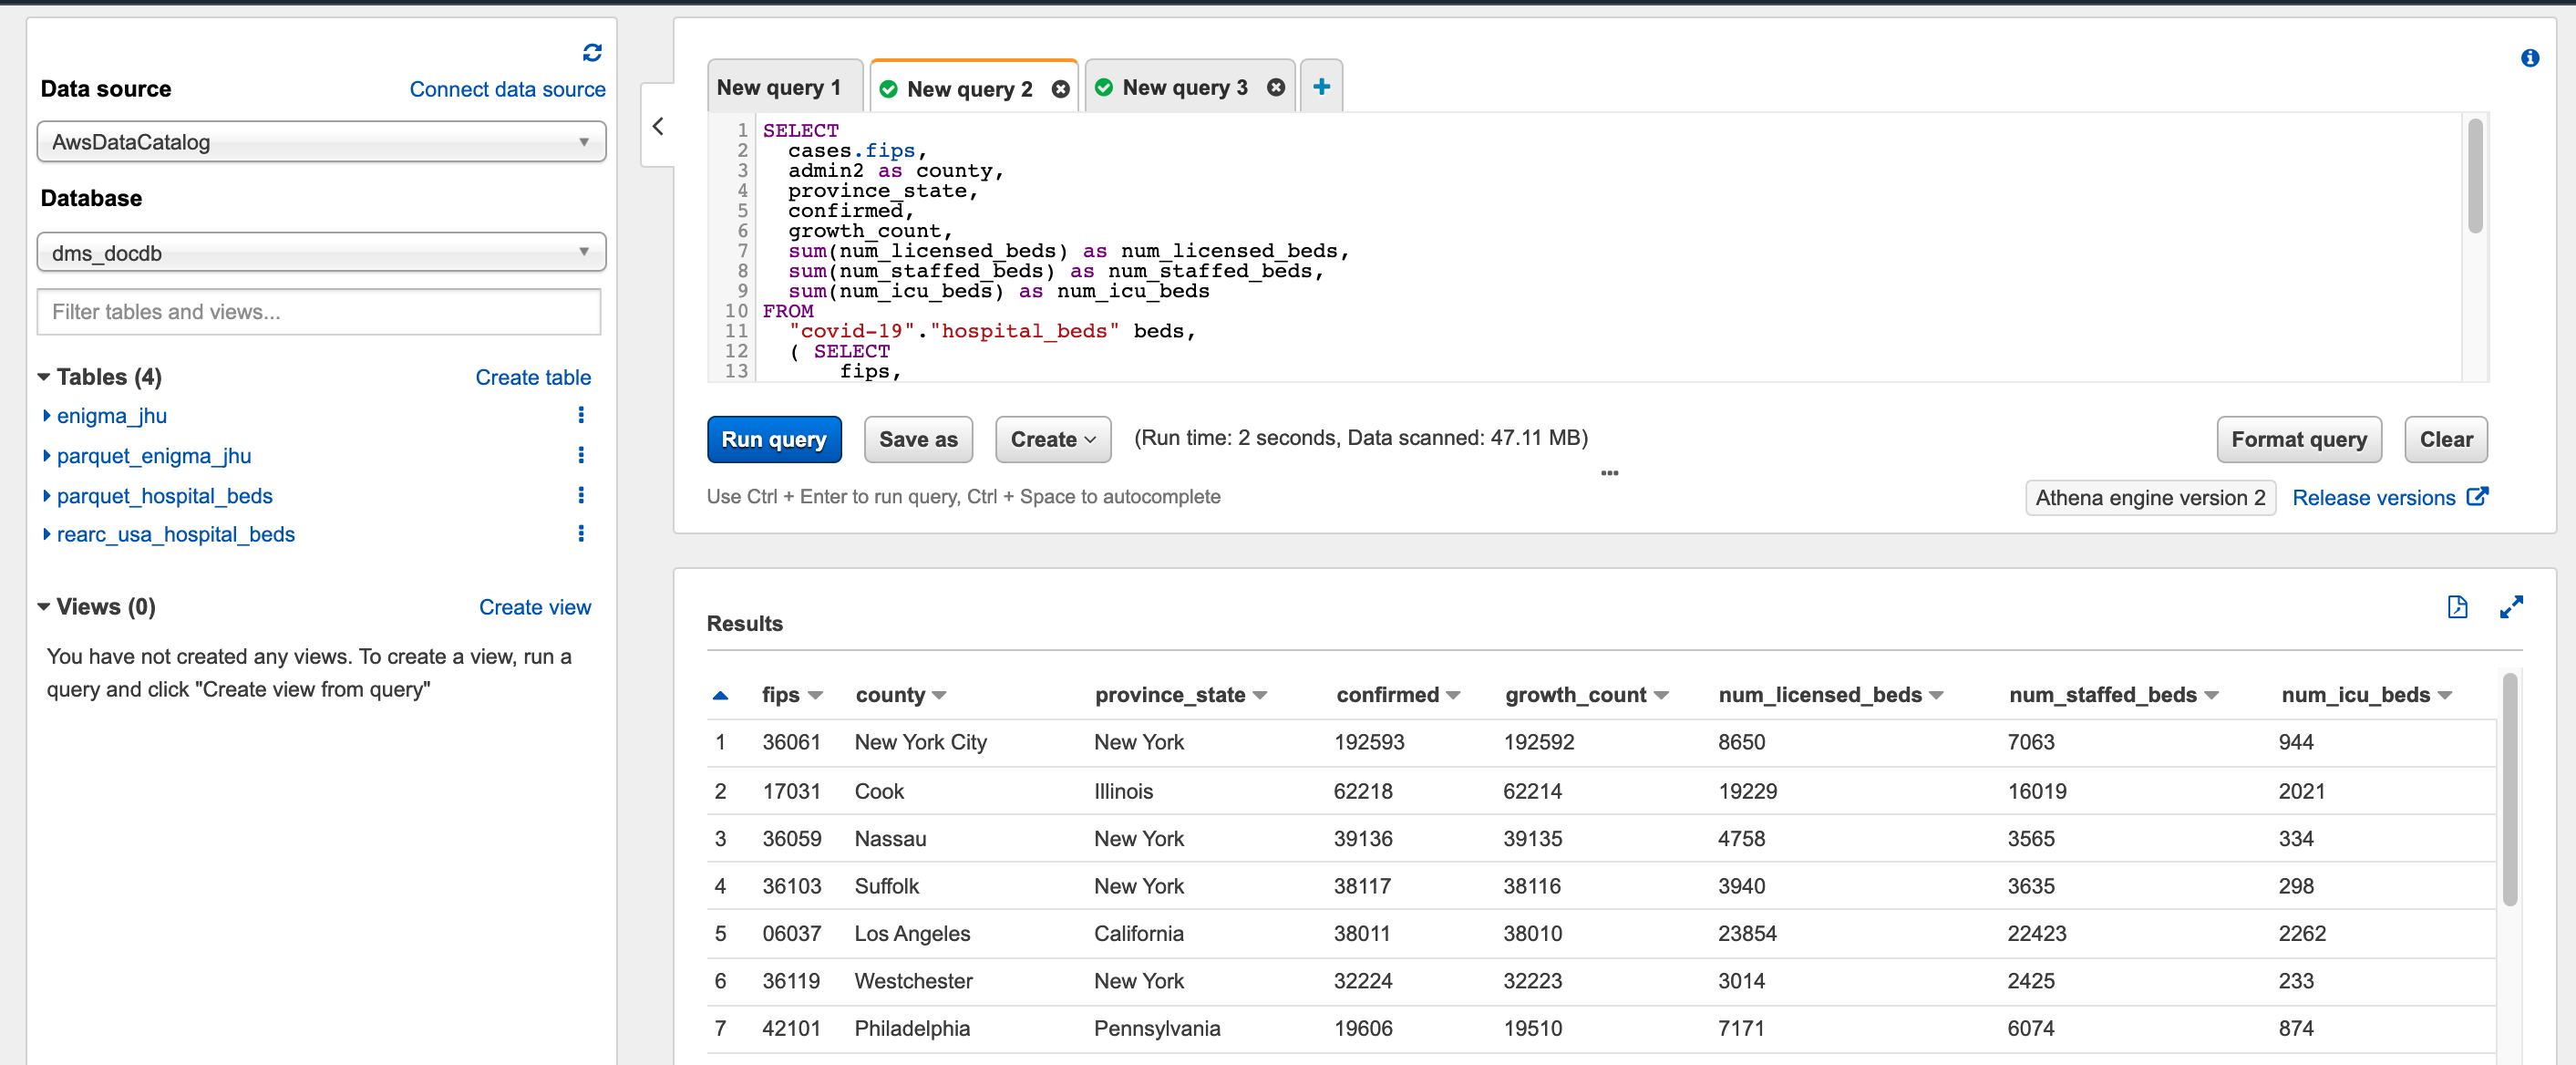 Data source
Connect data source
AwsDataCatalog
Database
dms_docdb
Filter tables and views...
Tables (4)
Create table
enigma_jhu
parquet_enigma_jhu
parquet_hospital_beds
rearc_usa_hospital_beds
Views (0)
Create view
You have not created any views. To create a view, run a
query and click "Create view from query"
New query 1
New query 2
New query 3
1 SELECT
2 cases.fips,
3 admin2 as county,
4 province_state,
5 confirmed,
6 growth_count,
7 sum(num_licensed_beds) as num_licensed_beds,
8 sum(num_staffed_beds) as num_staffed_beds,
9 sum(num_icu_beds) as num_icu_beds
10 FROM
11 "covid-19"."hospital_beds" beds,
12 ( SELECT
13 fips,
Run query
Save as
Create
(Run time: 2 seconds, Data scanned: 47.11 MB)
Format query
Clear
Use Ctrl + Enter to run query, Ctrl + Space to autocomplete
Athena engine version 2
Release versions
Results
fips county province_state confirmed growth_count num_licensed_beds num_staffed_beds num_icu_beds
1 36061 New York City New York 192593 192592 8650 7063 944
2 17031 Cook Illinois 62218 62214 19229 16019 2021
3 36059 Nassau New York 39136 39135 4758 3565 334
4 36103 Suffolk New York 38117 38116 3940 3635 298
5 06037 Los Angeles California 38011 38010 23854 22423 2262
6 36119 Westchester New York 32224 32223 3014 2425 233
7 42101 Philadelphia Pennsylvania 19606 19510 7171 6074 874